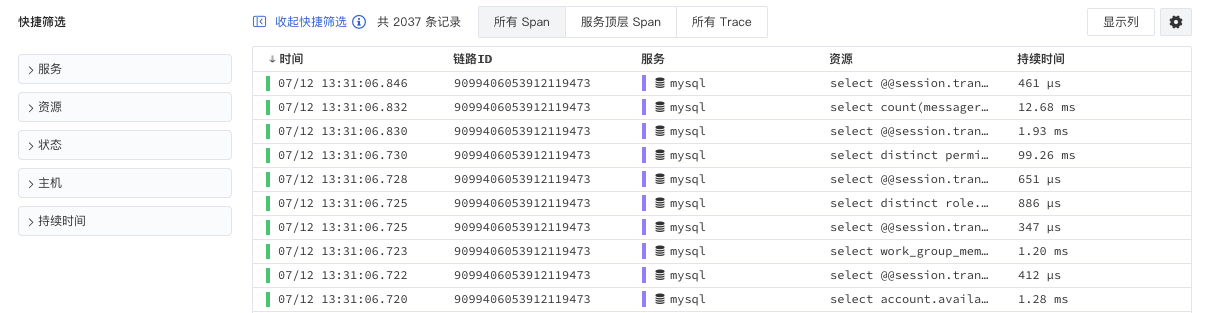 快捷筛选
服务
资源
状态
主机
持续时间
收起快捷筛选 共 2037 条记录 所有 Span 服务顶层 Span 所有 Trace 显示列
时间 链路ID 服务 资源 持续时间
07/12 13:31:06.846 9099406053912119473 mysql select @@session.tran… 461 μs
07/12 13:31:06.832 9099406053912119473 mysql select count(messager… 12.68 ms
07/12 13:31:06.830 9099406053912119473 mysql select @@session.tran… 1.93 ms
07/12 13:31:06.730 9099406053912119473 mysql select distinct permi… 99.26 ms
07/12 13:31:06.728 9099406053912119473 mysql select @@session.tran… 651 μs
07/12 13:31:06.725 9099406053912119473 mysql select distinct role.… 886 μs
07/12 13:31:06.725 9099406053912119473 mysql select @@session.tran… 347 μs
07/12 13:31:06.723 9099406053912119473 mysql select work_group_mem… 1.20 ms
07/12 13:31:06.722 9099406053912119473 mysql select @@session.tran… 412 μs
07/12 13:31:06.720 9099406053912119473 mysql select account.availa… 1.28 ms